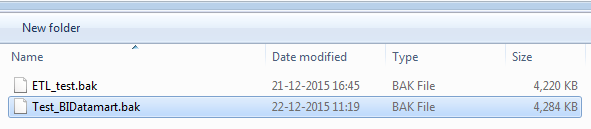 New folder
Name Date modified Type Size
ETL_test.bak 21-12-2015 16:45 BAK File 4,220 KB
Test_BIDatamart.bak 22-12-2015 11:19 BAK File 4,284 KB